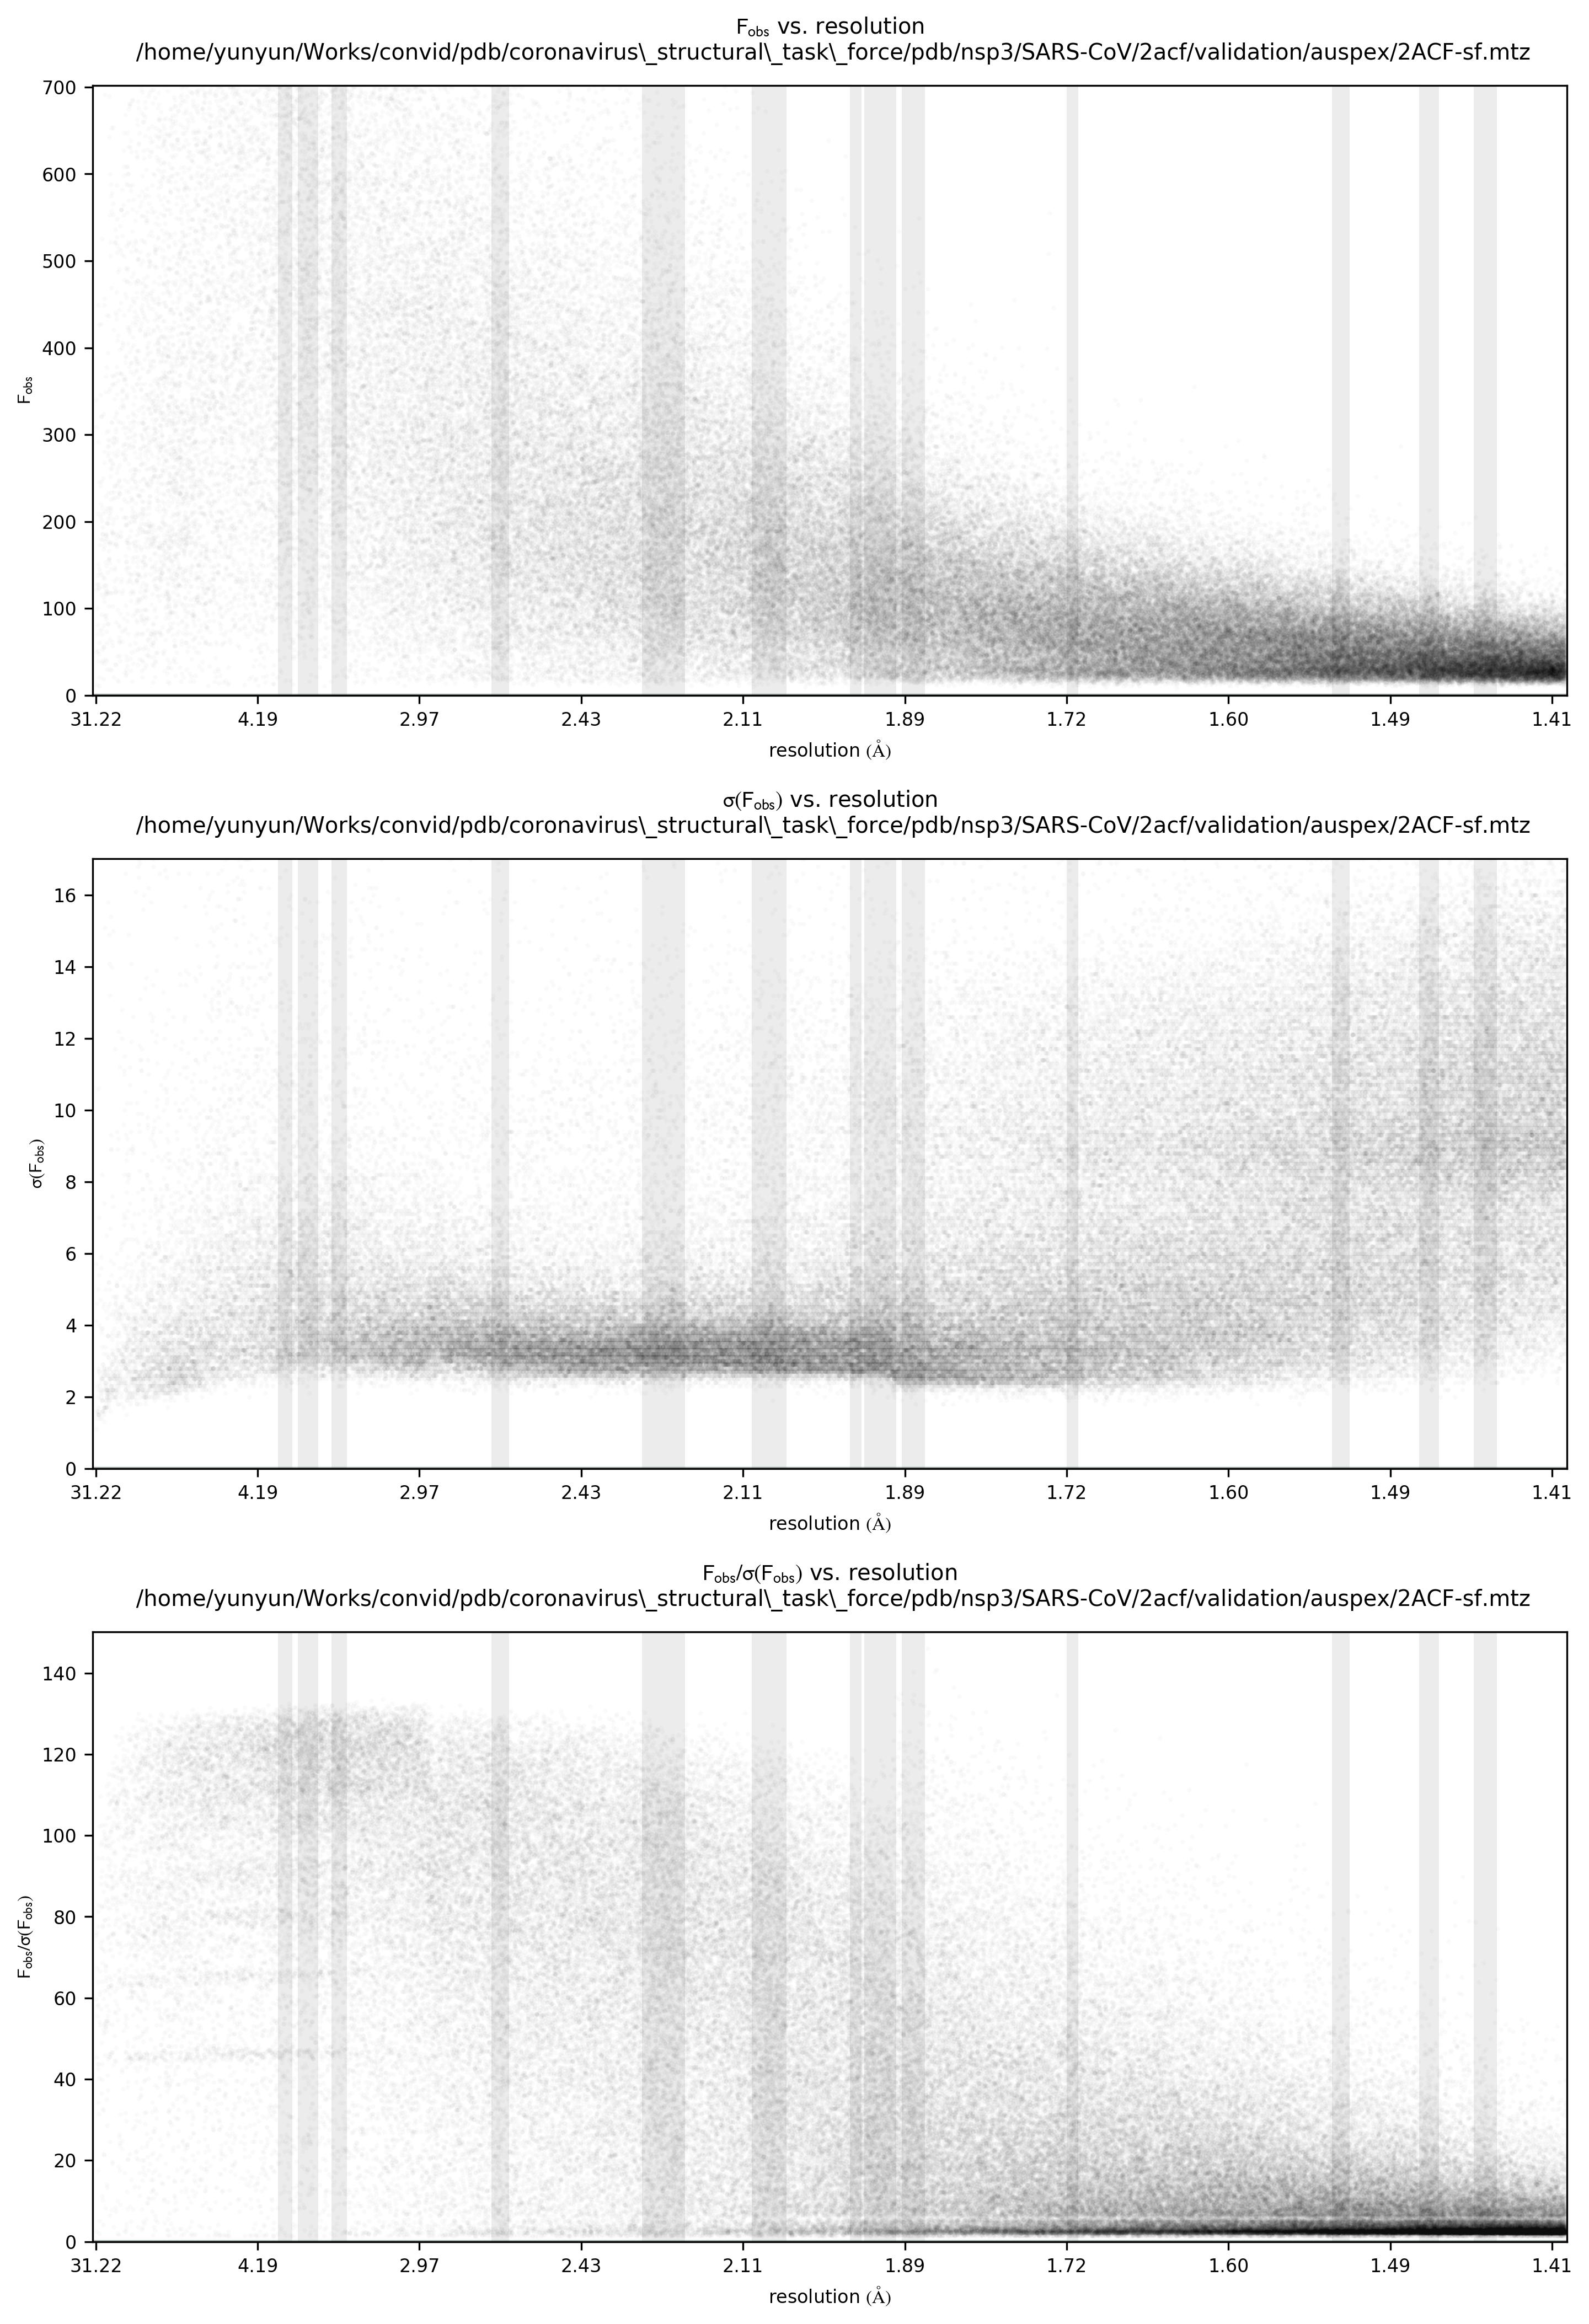 Fobs vs. resolution
/home/yunyun/Works/convid/pdb/coronavirus\_structural\_task\_force/pdb/nsp3/SARS-CoV/2acf/validation/auspex/2ACF-sf.mtz
700
600
500
400
300
200
100
0
Fobs
31.22 4.19 2.97 2.43 2.11 1.89 1.72 1.60 1.49 1.41
resolution (Å)
σ(Fobs) vs. resolution
/home/yunyun/Works/convid/pdb/coronavirus\_structural\_task\_force/pdb/nsp3/SARS-CoV/2acf/validation/auspex/2ACF-sf.mtz
16
14
12
10
8
6
4
2
0
σ(Fobs)
31.22 4.19 2.97 2.43 2.11 1.89 1.72 1.60 1.49 1.41
resolution (Å)
Fobs/σ(Fobs) vs. resolution
/home/yunyun/Works/convid/pdb/coronavirus\_structural\_task\_force/pdb/nsp3/SARS-CoV/2acf/validation/auspex/2ACF-sf.mtz
140
120
100
80
60
40
20
0
Fobs/σ(Fobs)
31.22 4.19 2.97 2.43 2.11 1.89 1.72 1.60 1.49 1.41
resolution (Å)